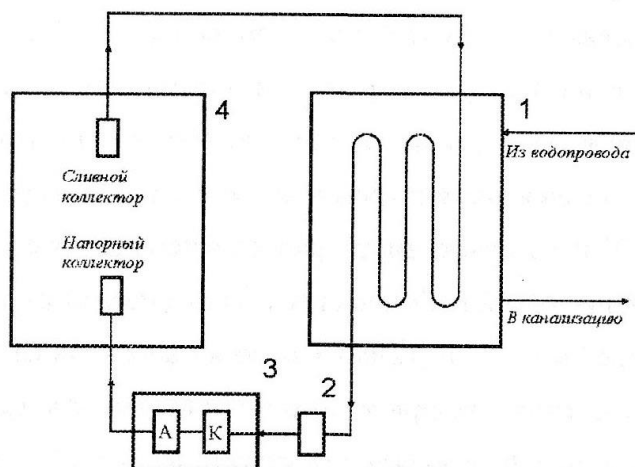 4
1
Из водопровода
Сливной
коллектор
Напорный
коллектор
В канализацию
3
2
А
К